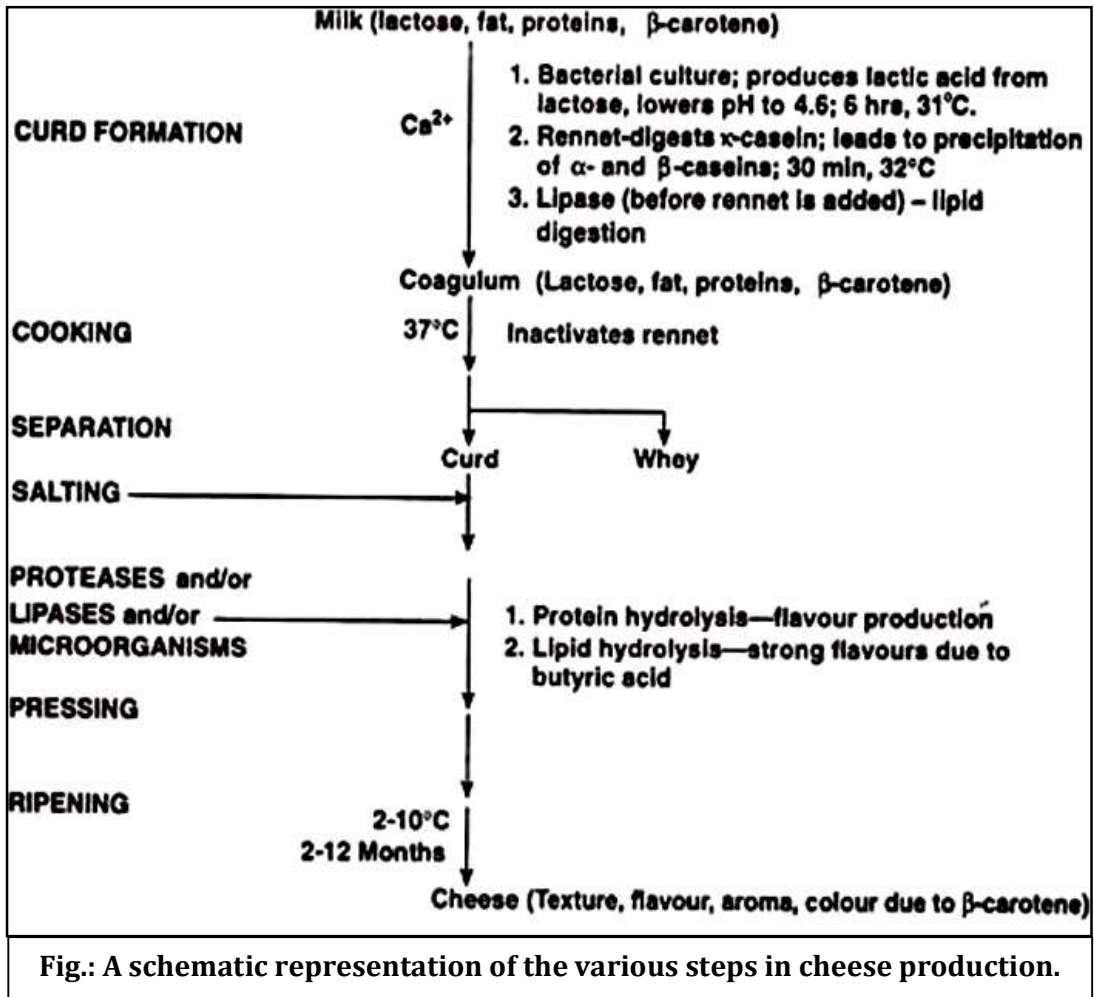 Milk (lactose, fat, proteins, β-carotene)
CURD FORMATION
Ca2+
1. Bacterial culture; produces lactic acid from
lactose, lowers pH to 4.6; 6 hrs, 31°C.
2. Rennet-digests κ-casein; leads to precipitation
of α- and β-caseins; 30 min, 32°C
3. Lipase (before rennet is added) – lipid
digestion
Coagulum (Lactose, fat, proteins, β-carotene)
COOKING
37°C
Inactivates rennet
SEPARATION
Curd
Whey
SALTING
PROTEASES and/or
LIPASES and/or
MICROORGANISMS
1. Protein hydrolysis—flavour production
2. Lipid hydrolysis—strong flavours due to
butyric acid
PRESSING
RIPENING
2-10°C
2-12 Months
Cheese (Texture, flavour, aroma, colour due to β-carotene)
Fig.: A schematic representation of the various steps in cheese production.